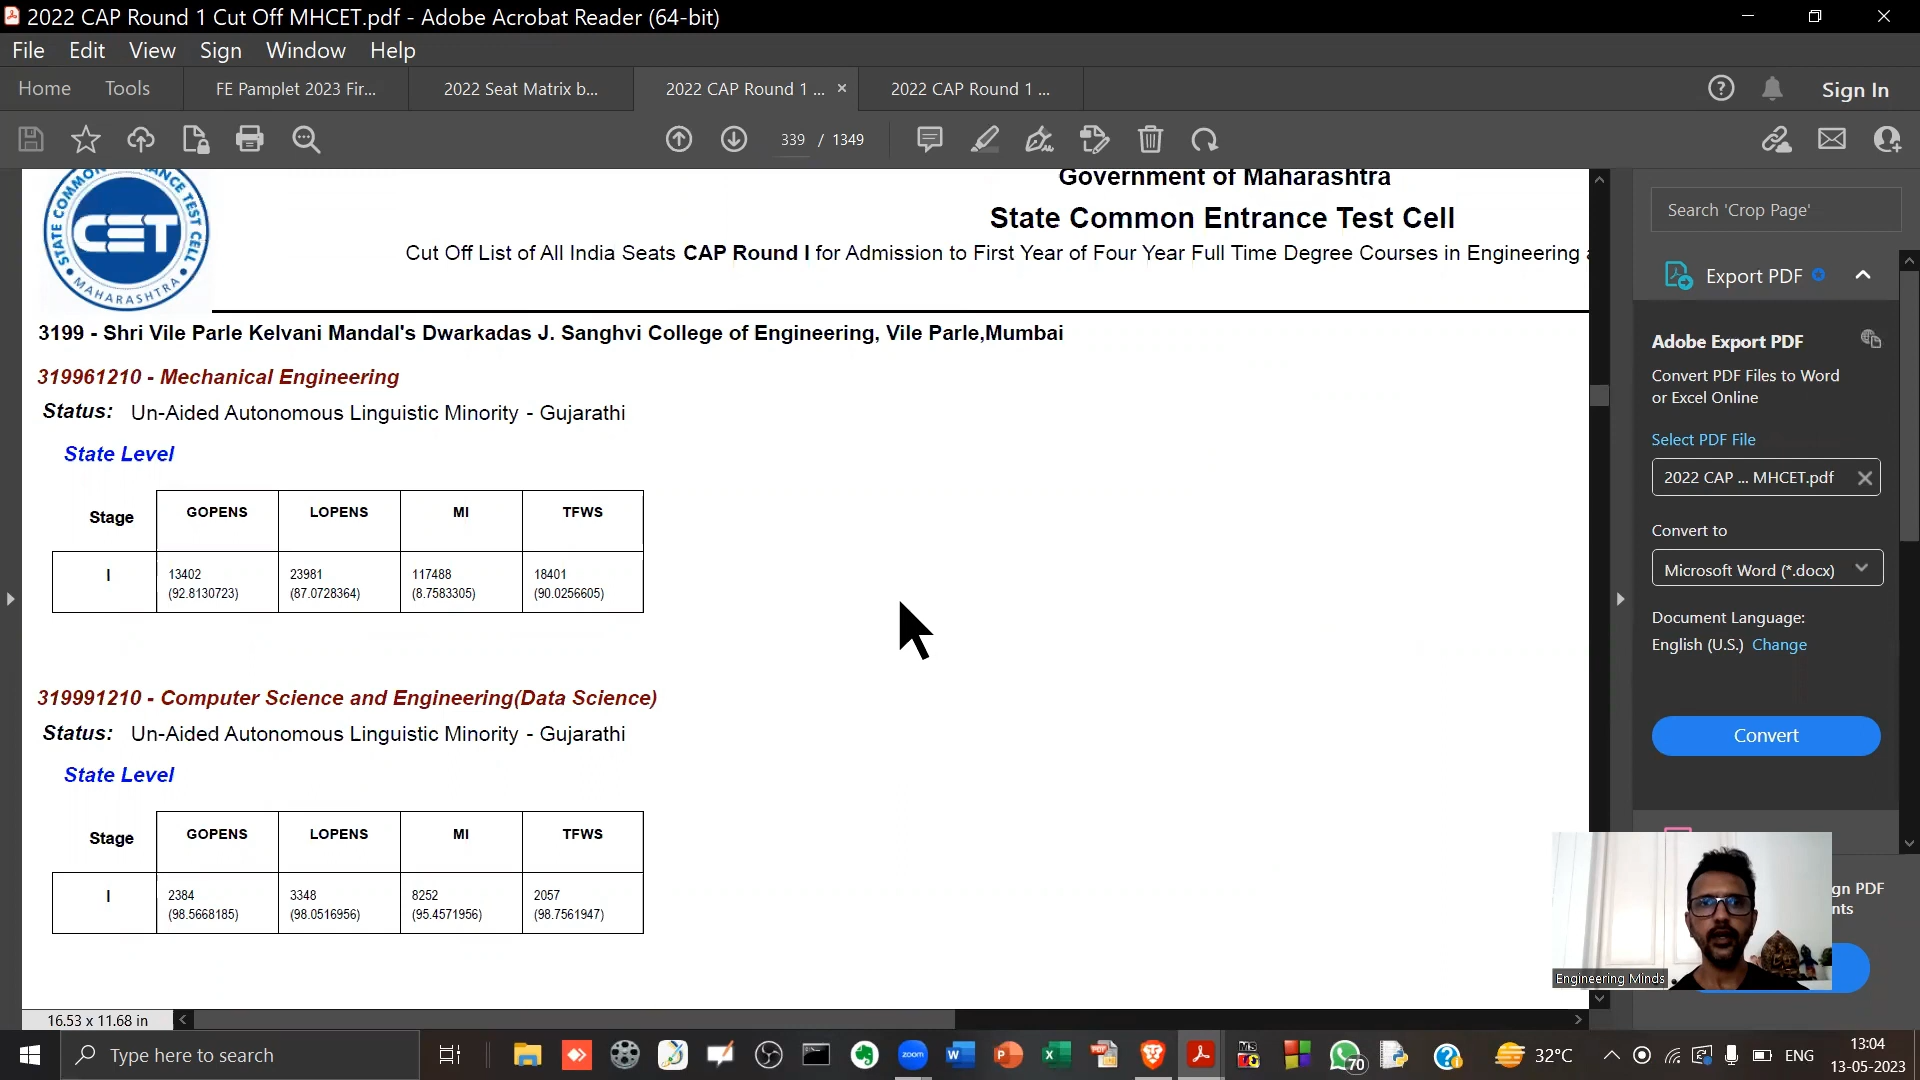 2022 CAP Round 1 Cut Off MHCET.pdf - Adobe Acrobat Reader (64-bit)
File Edit View Sign Window Help
Home Tools FE Pamplet 2023 Fir... 2022 Seat Matrix b... 2022 CAP Round 1 ... × 2022 CAP Round 1 ... Sign In
339 / 1349
Government of Maharashtra
State Common Entrance Test Cell
Cut Off List of All India Seats CAP Round I for Admission to First Year of Four Year Full Time Degree Courses in Engineering
CET
MAHARASHTRA
3199 - Shri Vile Parle Kelvani Mandal's Dwarkadas J. Sanghvi College of Engineering, Vile Parle,Mumbai
319961210 - Mechanical Engineering
Status: Un-Aided Autonomous Linguistic Minority - Gujarathi
State Level
Stage GOPENS LOPENS MI TFWS
I 13402 23981 117488 18401
(92.8130723) (87.0728364) (8.7583305) (90.0256605)
319991210 - Computer Science and Engineering(Data Science)
Status: Un-Aided Autonomous Linguistic Minority - Gujarathi
State Level
Stage GOPENS LOPENS MI TFWS
I 2384 3348 8252 2057
(98.5668185) (98.0516956) (95.4571956) (98.7561947)
16.53 x 11.68 in
Search 'Crop Page'
Export PDF
Adobe Export PDF
Convert PDF Files to Word
or Excel Online
Select PDF File
2022 CAP ... MHCET.pdf
Convert to
Microsoft Word (*.docx)
Document Language:
English (U.S.) Change
Convert
gn PDF
nts
Engineering Minds
Type here to search
zoom
70
32°C
ENG
13:04
13-05-2023